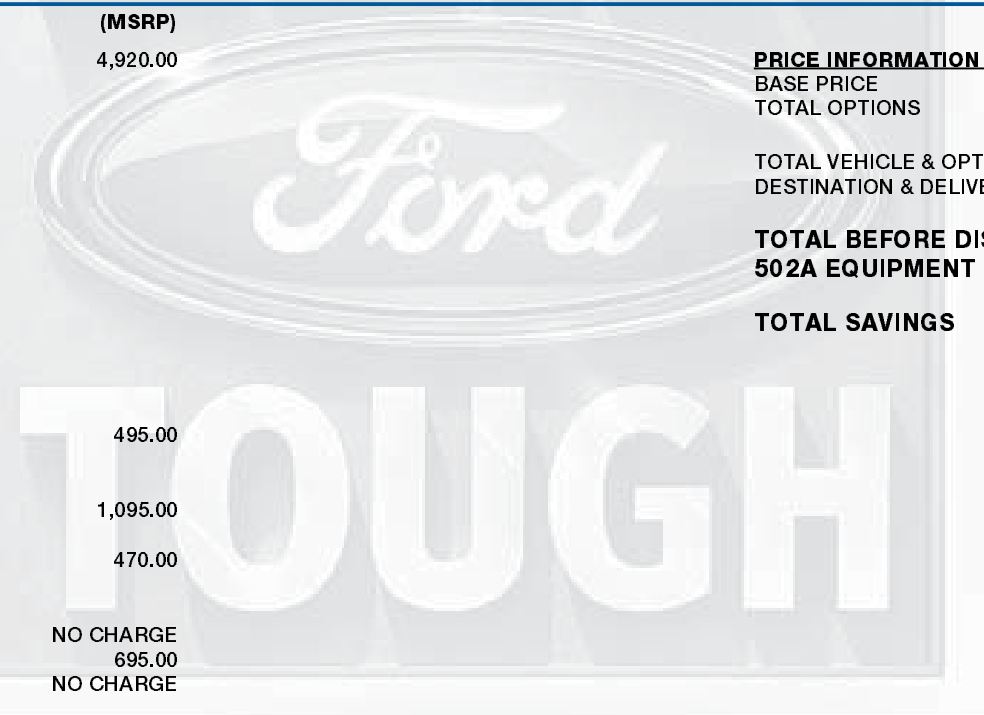 (MSRP)
4,920.00
495.00
1,095.00
470.00
NO CHARGE
695.00
NO CHARGE
PRICE INFORMATION
BASE PRICE
TOTAL OPTIONS
TOTAL VEHICLE & OPT
DESTINATION & DELIVE
TOTAL BEFORE DIS
502A EQUIPMENT
TOTAL SAVINGS
Ford
TOUGH